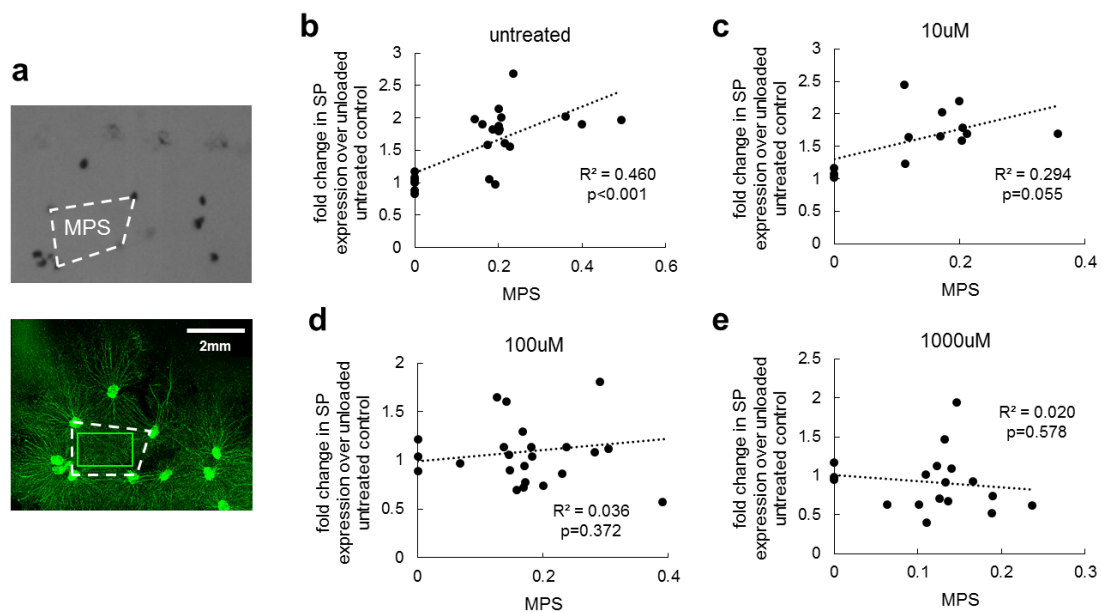 a
MPS
2mm
b
untreated
fold change in SP
expression over unloaded
untreated control
3
2.5
2
1.5
1
0.5
0
R² = 0.460
p<0.001
0
0.2
0.4
0.6
MPS
c
10uM
fold change in SP
expression over unloaded
untreated control
3
2.5
2
1.5
1
0.5
0
R² = 0.294
p=0.055
0
0.2
0.4
MPS
d
100uM
fold change in SP
expression over unloaded
untreated control
2
1.5
1
0.5
0
R² = 0.036
p=0.372
0
0.2
0.4
MPS
e
1000uM
fold change in SP
expression over unloaded
untreated control
2.5
2
1.5
1
0.5
0
R² = 0.020
p=0.578
0
0.1
0.2
0.3
MPS